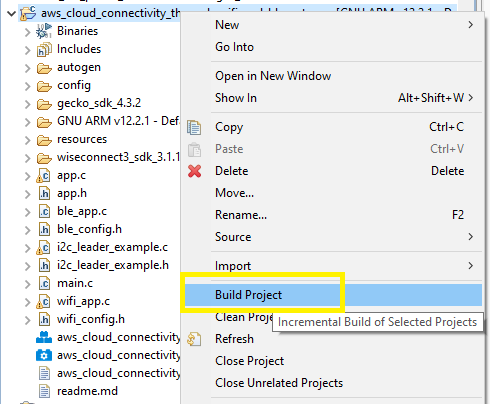 aws_cloud_connectivity_th
[GNU ARM v12.2.1 - D
Binaries
Includes
autogen
config
gecko_sdk_4.3.2
GNU ARM v12.2.1 - Def
resources
wiseconnect3_sdk_3.1.1
app.c
app.h
ble_app.c
ble_config.h
i2c_leader_example.c
i2c_leader_example.h
main.c
wifi_app.c
wifi_config.h
aws_cloud_connectivity
aws_cloud_connectivity
aws_cloud_connectivity
readme.md
New
Go Into
Open in New Window
Show In Alt+Shift+W
Copy Ctrl+C
Paste Ctrl+V
Delete Delete
Move...
Rename... F2
Source
Import
Build Project
Clean Proje
Incremental Build of Selected Projects
Refresh
Close Project
Close Unrelated Projects